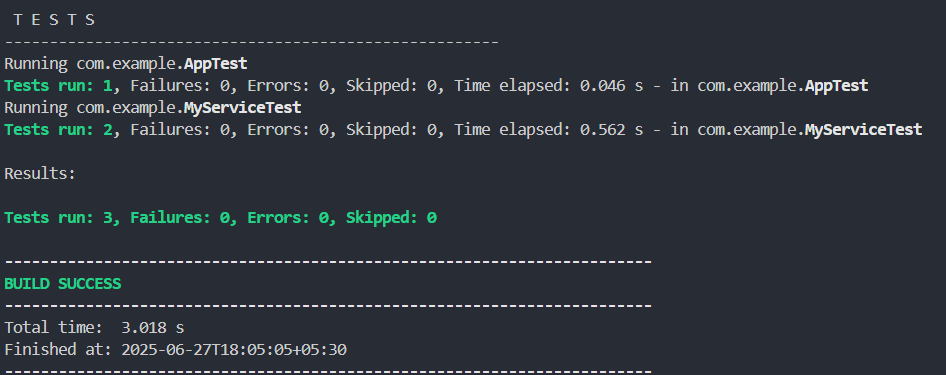 T E S T S
-------------------------------------------------------
Running com.example.AppTest
Tests run: 1, Failures: 0, Errors: 0, Skipped: 0, Time elapsed: 0.046 s - in com.example.AppTest
Running com.example.MyServiceTest
Tests run: 2, Failures: 0, Errors: 0, Skipped: 0, Time elapsed: 0.562 s - in com.example.MyServiceTest
Results:
Tests run: 3, Failures: 0, Errors: 0, Skipped: 0
------------------------------------------------------------------------
BUILD SUCCESS
------------------------------------------------------------------------
Total time:  3.018 s
Finished at: 2025-06-27T18:05:05+05:30
------------------------------------------------------------------------